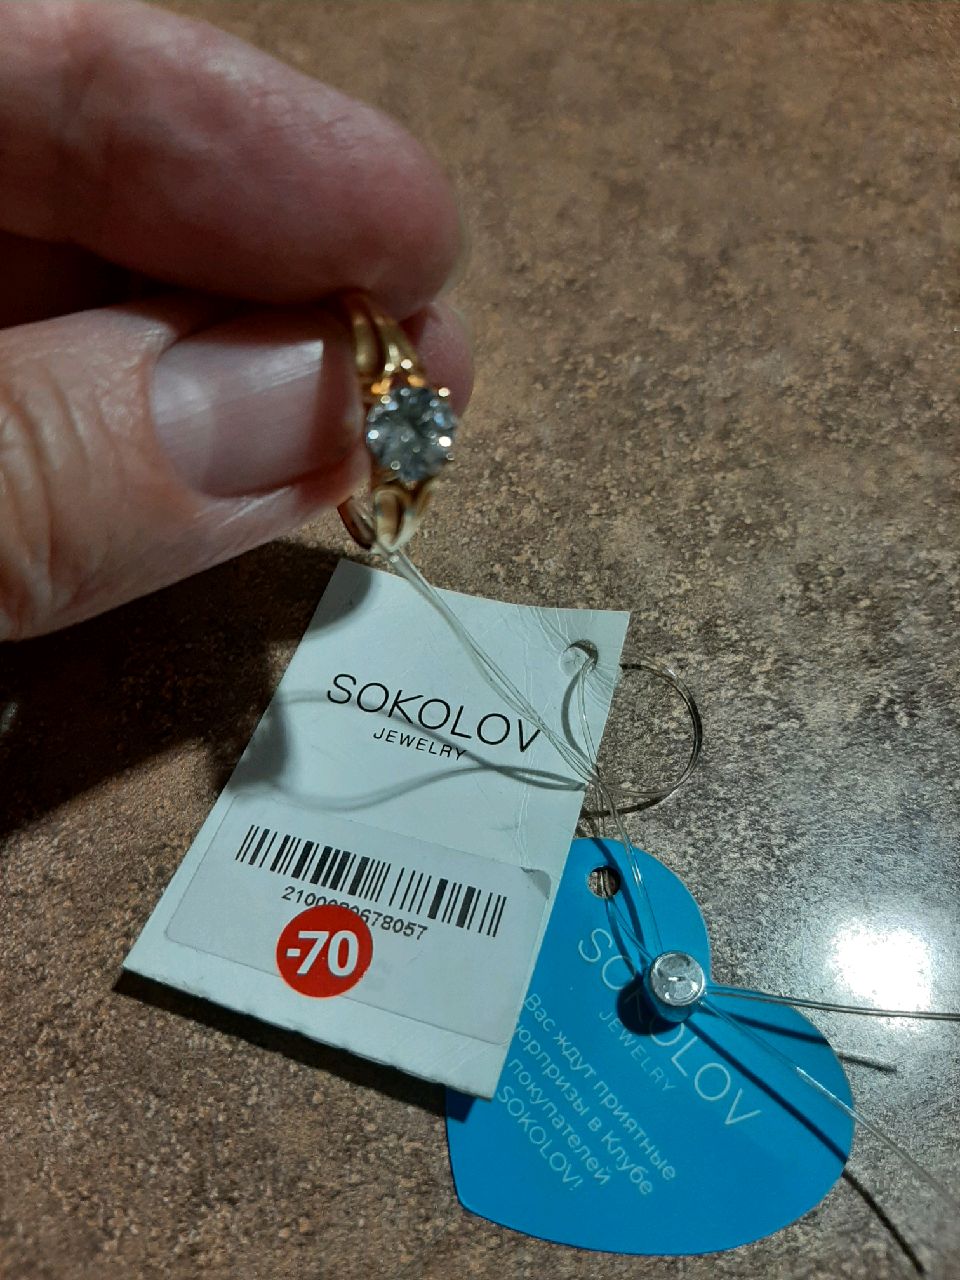 SOKOLOV
JEWELRY
-70
SOKOLOV
JEWELRY
Вас ждут приятные
сюрпризы в Клубе
покупателей
SOKOLOV!